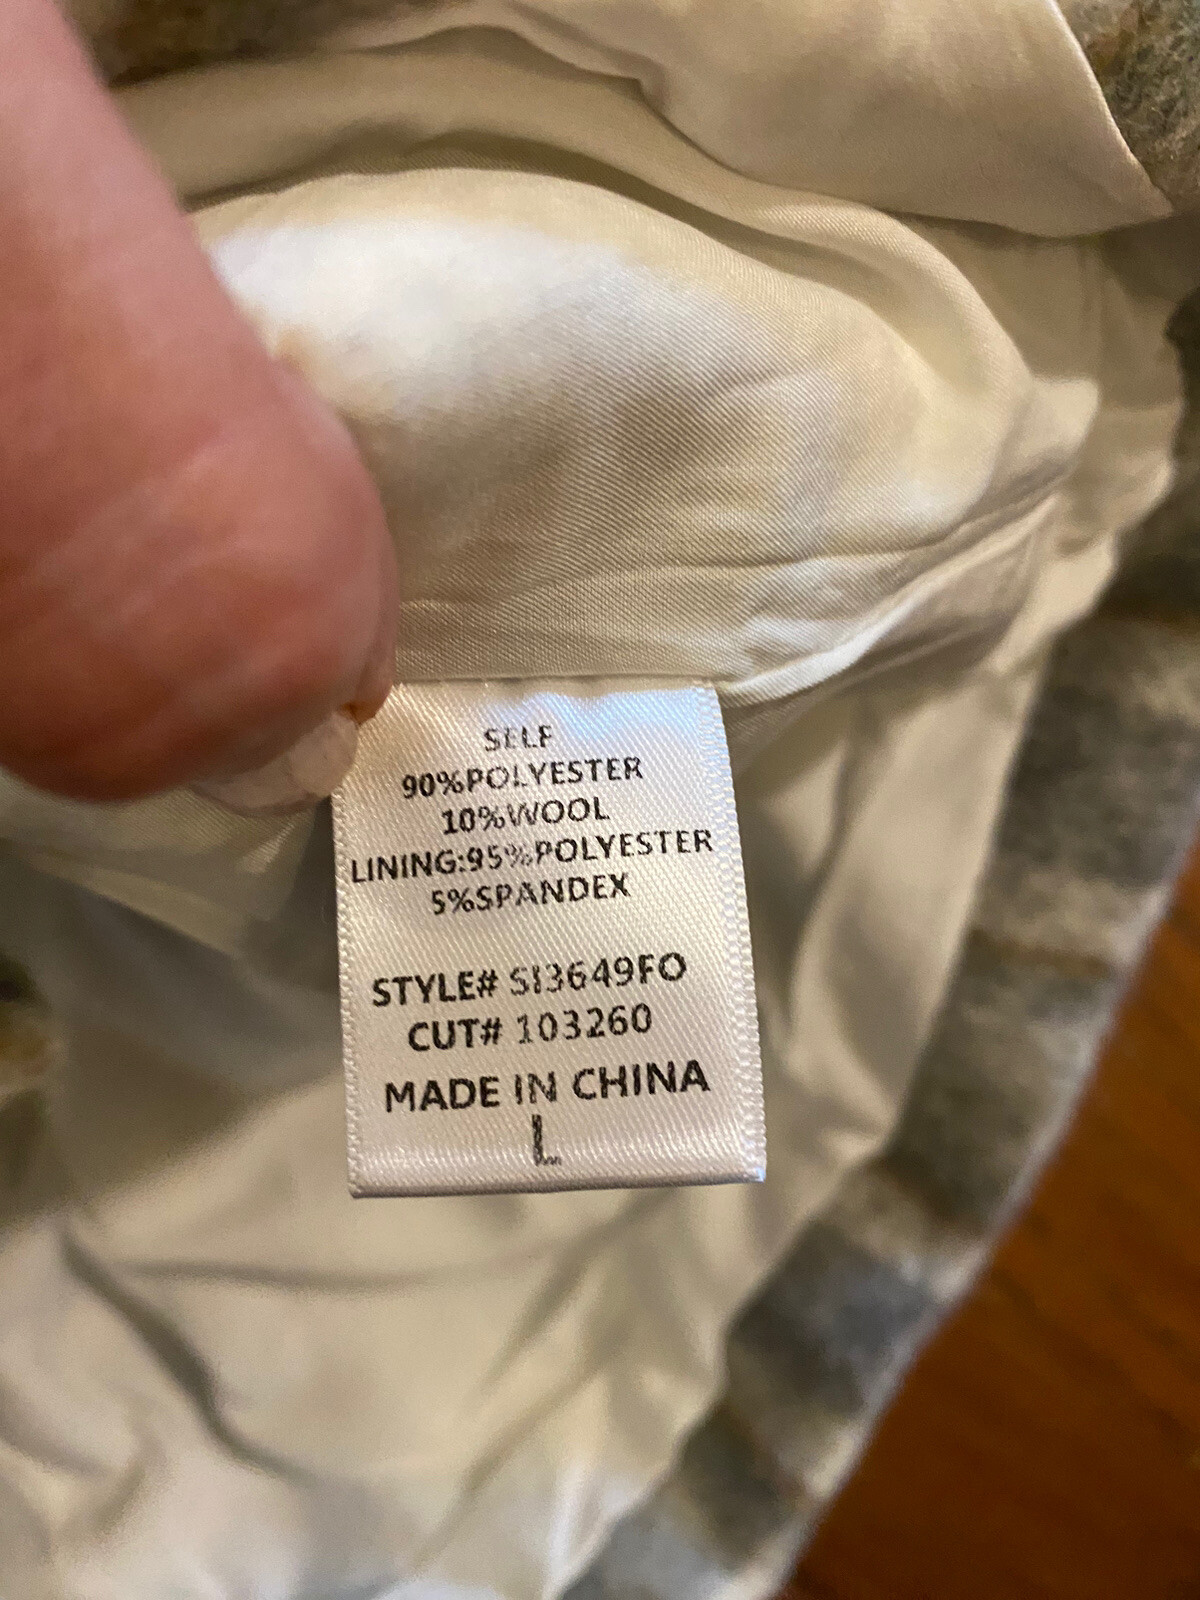 SELF
90%POLYESTER
10%WOOL
LINING:95%POLYESTER
5%SPANDEX
STYLE# SI3649FO
CUT# 103260
MADE IN CHINA
L